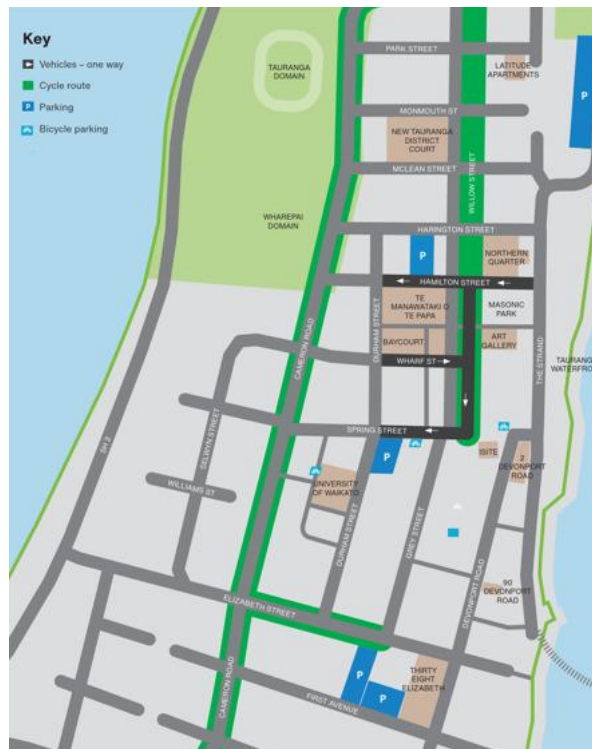 Key
Vehicles – one way
Cycle route
P Parking
Bicycle parking
TAURANGA
DOMAIN
PARK STREET
LATITUDE
APARTMENTS
P
MONMOUTH ST
NEW TAURANGA
DISTRICT
COURT
MCLEAN STREET
WILLOW STREET
WHAREPAI
DOMAIN
HARINGTON STREET
P
NORTHERN
QUARTER
HAMILTON STREET
TE
MANAWATAKI O
TE PAPA
MASONIC
PARK
DURHAM STREET
BAYCOURT
ART
GALLERY
CAMERON ROAD
WHARF ST
THE STRAND
TAURAN
WATERFRO
SH 2
SELWYN STREET
SPRING STREET
P
ISITE
2
DEVONPORT
ROAD
WILLIAMS ST
UNIVERSITY
OF WAIKATO
DURHAM STREET
GREY STREET
DEVONPORT ROAD
90
DEVONPORT
ROAD
ELIZABETH STREET
CAMERON ROAD
P
P
THIRTY
EIGHT
ELIZABETH
FIRST AVENUE